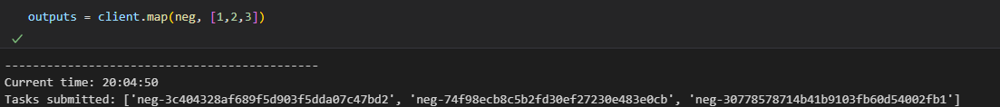 outputs = client.map(neg, [1,2,3])
---------------------------------------------
Current time: 20:04:50
Tasks submitted: ['neg-3c404328af689f5d903f5dda07c47bd2', 'neg-74f98ecb8c5b2fd30ef27230e483e0cb', 'neg-30778578714b41b9103fb60d54002fb1']